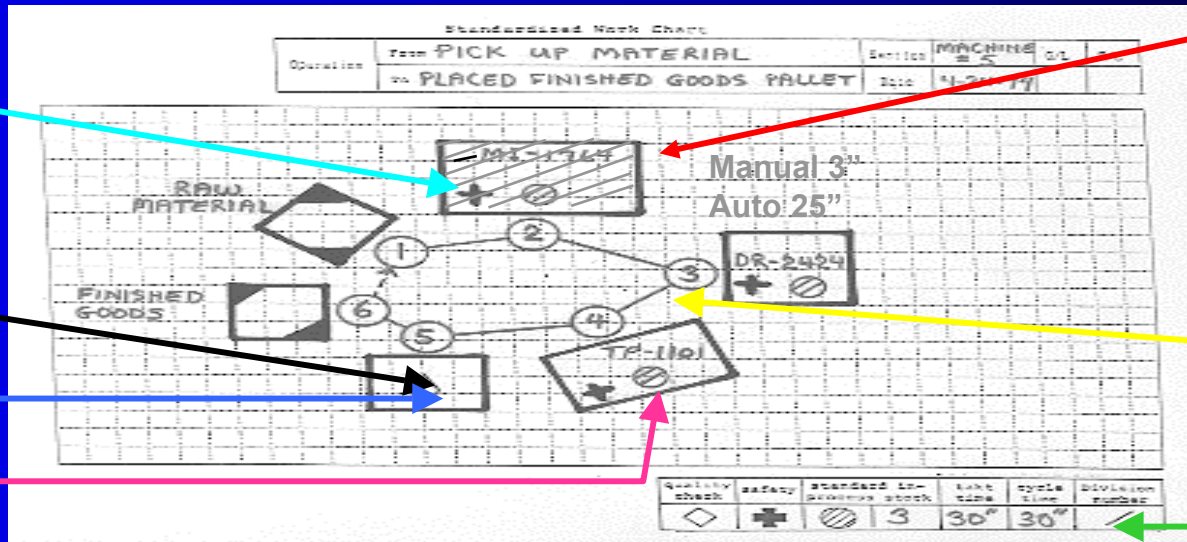 Standardized Work Chart
Operation
From PICK UP MATERIAL
To PLACED FINISHED GOODS PALLET
Section MACHINE #5
Date
Manual 3”
Auto 25”
RAW
MATERIAL
1
2
3
DR-2424
FINISHED
GOODS
6
5
4
TP-1101
Quality check
safety
standard in-process stock
takt time
cycle time
Division number
3
30"
30"